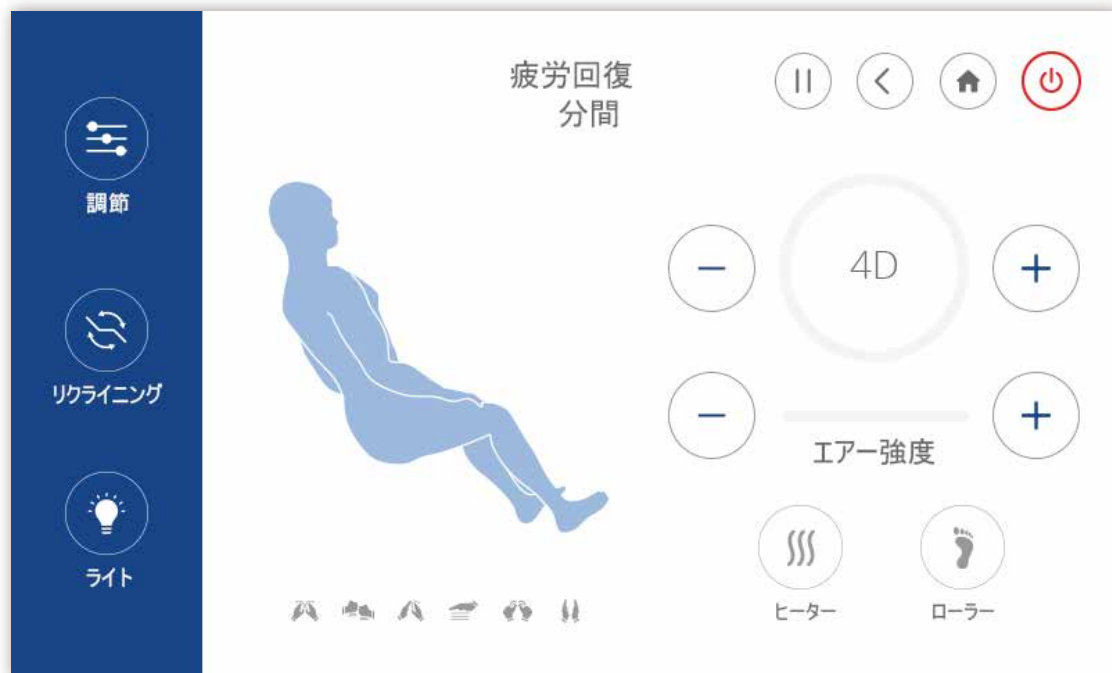 疲労回復
分間
調節
リクライニング
ライト
4D
エアー強度
ヒーター
ローラー